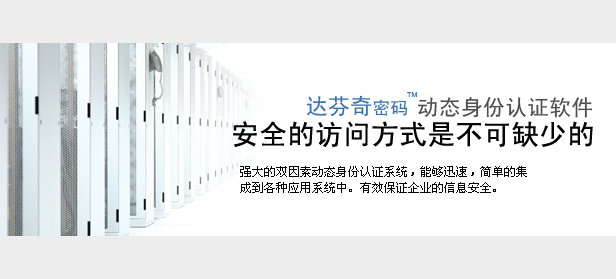 达芬奇密码™动态身份认证软件
安全的访问方式是不可缺少的
强大的双因素动态身份认证系统，能够迅速，简单的集
成到各种应用系统中。有效保证企业的信息安全。